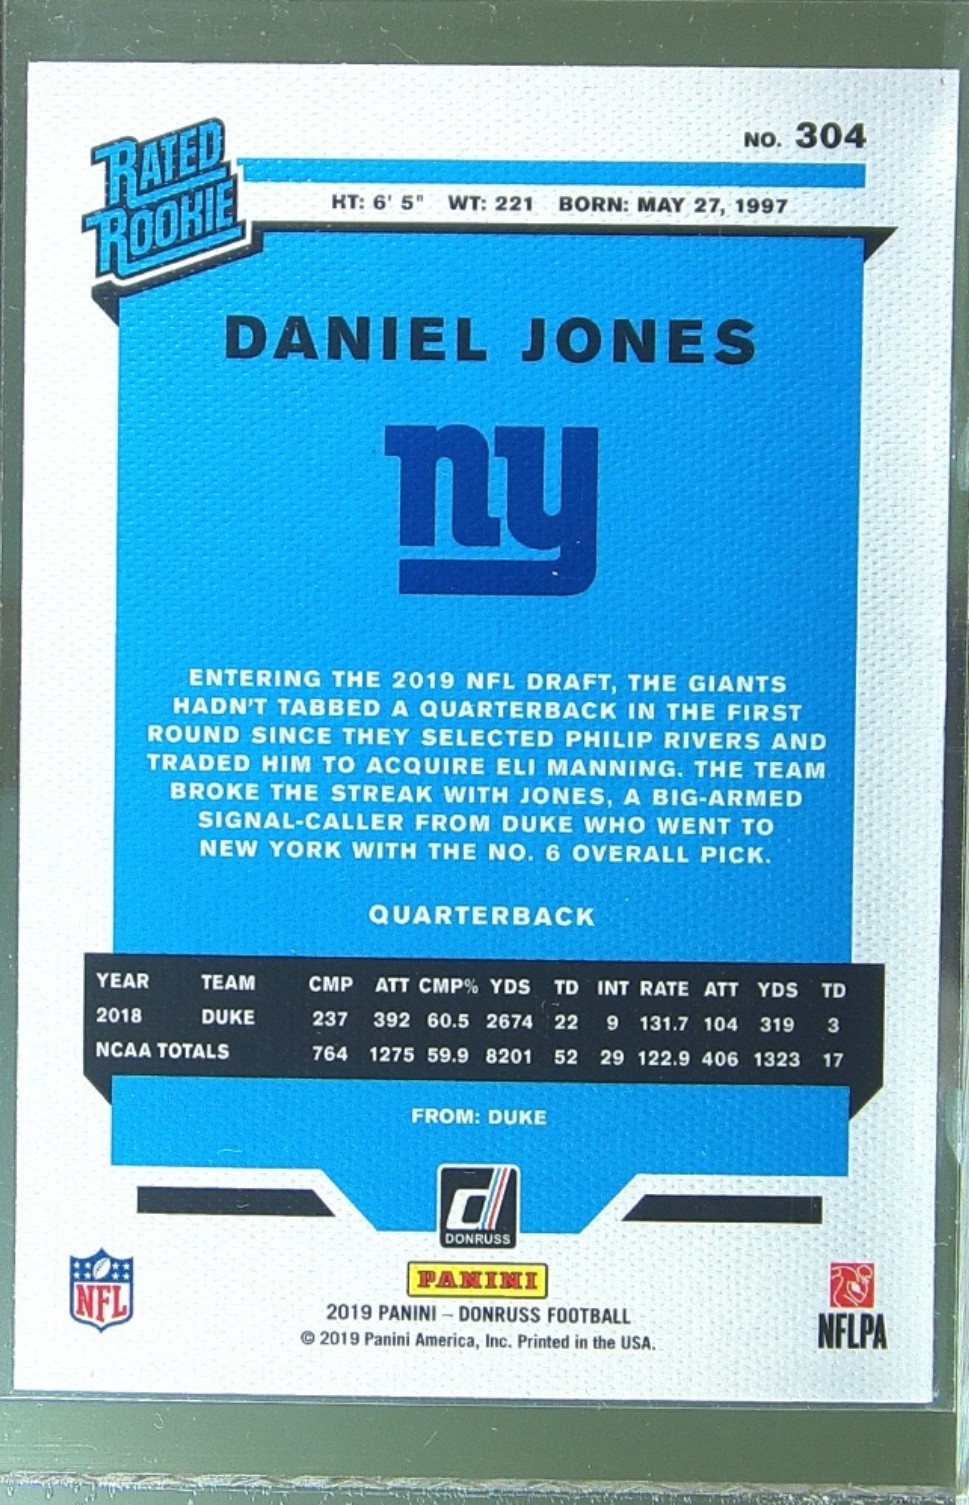 RATED
ROOKIE
NO. 304
HT: 6' 5" WT: 221 BORN: MAY 27, 1997
DANIEL JONES
ny
ENTERING THE 2019 NFL DRAFT, THE GIANTS
HADN'T TABBED A QUARTERBACK IN THE FIRST
ROUND SINCE THEY SELECTED PHILIP RIVERS AND
TRADED HIM TO ACQUIRE ELI MANNING. THE TEAM
BROKE THE STREAK WITH JONES, A BIG-ARMED
SIGNAL-CALLER FROM DUKE WHO WENT TO
NEW YORK WITH THE NO. 6 OVERALL PICK.
QUARTERBACK
YEAR TEAM CMP ATT CMP% YDS TD INT RATE ATT YDS TD
2018 DUKE 237 392 60.5 2674 22 9 131.7 104 319 3
NCAA TOTALS 764 1275 59.9 8201 52 29 122.9 406 1323 17
FROM: DUKE
d
DONRUSS
PANINI
NFL
2019 PANINI – DONRUSS FOOTBALL
© 2019 Panini America, Inc. Printed in the USA.
NFLPA